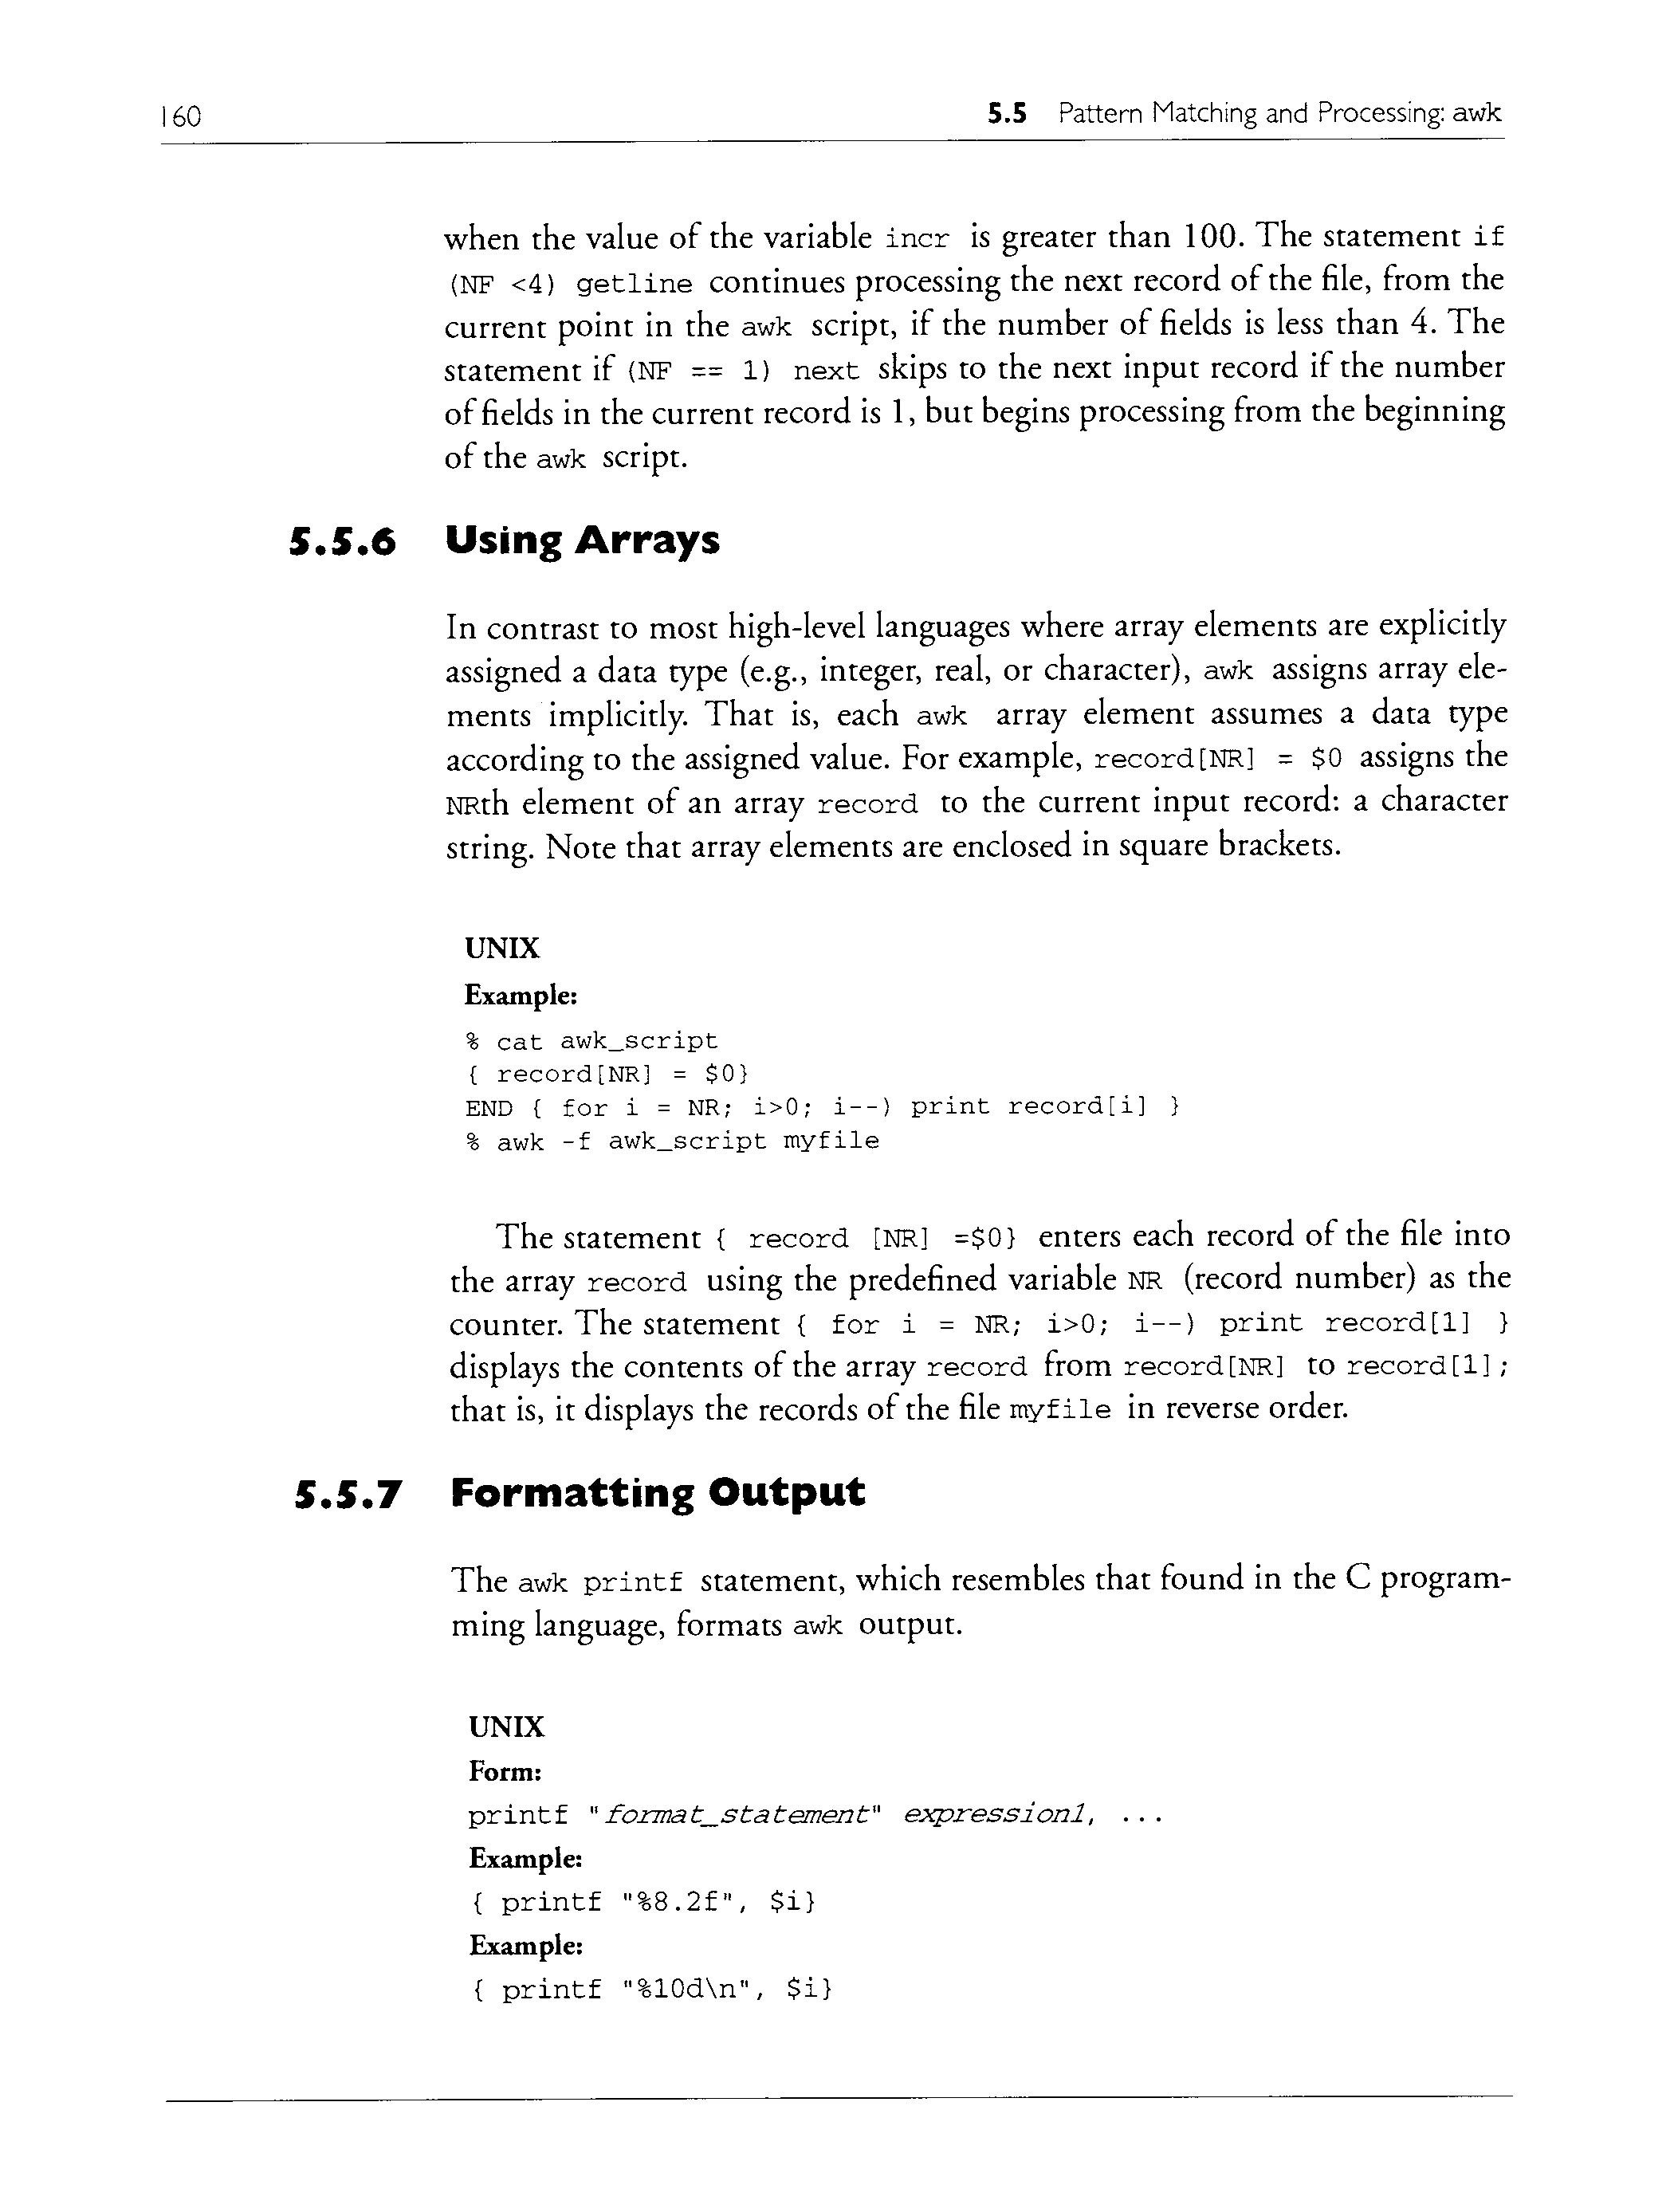 160
5.5 Pattern Matching and Processing: awk
when the value of the variable incr is greater than 100. The statement if
(NF <4) getline continues processing the next record of the file, from the
current point in the awk script, if the number of fields is less than 4. The
statement if (NF == 1) next skips to the next input record if the number
of fields in the current record is 1, but begins processing from the beginning
of the awk script.
5.5.6 Using Arrays
In contrast to most high-level languages where array elements are explicitly
assigned a data type (e.g., integer, real, or character), awk assigns array ele-
ments implicitly. That is, each awk array element assumes a data type
according to the assigned value. For example, record[NR] = $0 assigns the
NRth element of an array record to the current input record: a character
string. Note that array elements are enclosed in square brackets.
UNIX
Example:
% cat awk_script
{ record[NR] = $0}
END { for i = NR; i>0; i--) print record[i] }
% awk -f awk_script myfile
The statement { record [NR] =$0} enters each record of the file into
the array record using the predefined variable NR (record number) as the
counter. The statement { for i = NR; i>0; i--) print record[1] }
displays the contents of the array record from record[NR] to record[1];
that is, it displays the records of the file myfile in reverse order.
5.5.7 Formatting Output
The awk printf statement, which resembles that found in the C program-
ming language, formats awk output.
UNIX
Form:
printf "format_statement" expression1, ...
Example:
{ printf "%8.2f", $i}
Example:
{ printf "%10d\n", $i}